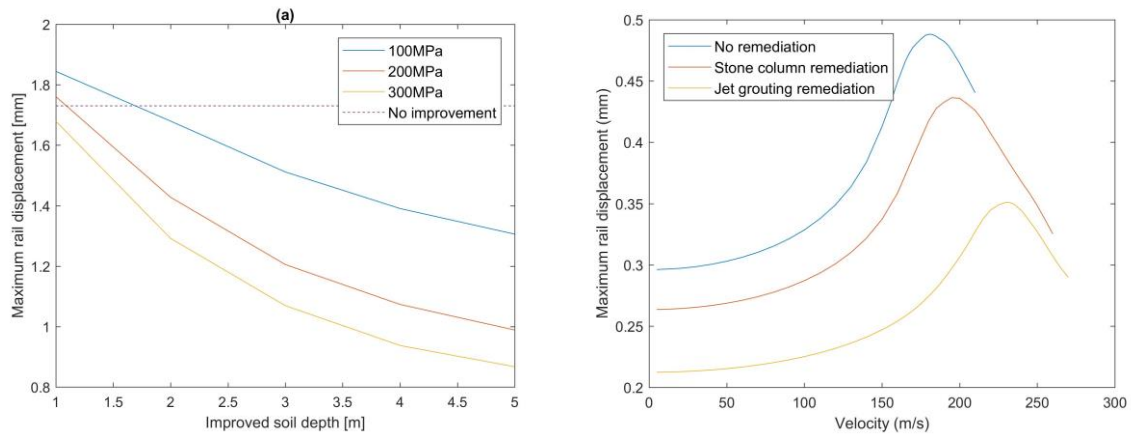 (a)
2
1.8
1.6
1.4
1.2
1
0.8
Maximum rail displacement [mm]
100MPa
200MPa
300MPa
No improvement
1 1.5 2 2.5 3 3.5 4 4.5 5
Improved soil depth [m]
0.5
0.45
0.4
0.35
0.3
0.25
0.2
Maximum rail displacement (mm)
No remediation
Stone column remediation
Jet grouting remediation
0 50 100 150 200 250 300
Velocity (m/s)